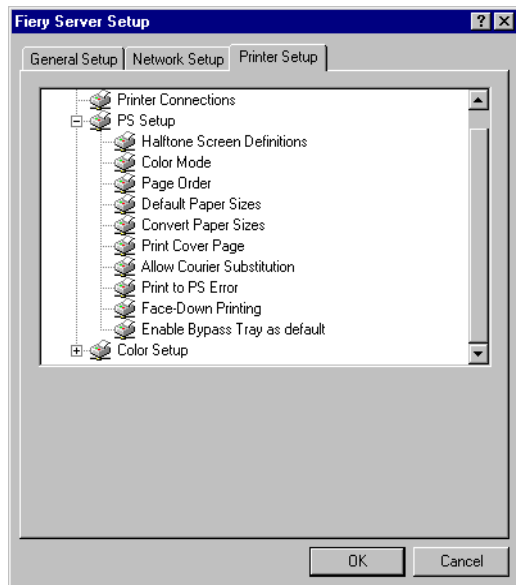 Fiery Server Setup
General Setup Network Setup Printer Setup
Printer Connections
PS Setup
Halftone Screen Definitions
Color Mode
Page Order
Default Paper Sizes
Convert Paper Sizes
Print Cover Page
Allow Courier Substitution
Print to PS Error
Face-Down Printing
Enable Bypass Tray as default
Color Setup
OK Cancel